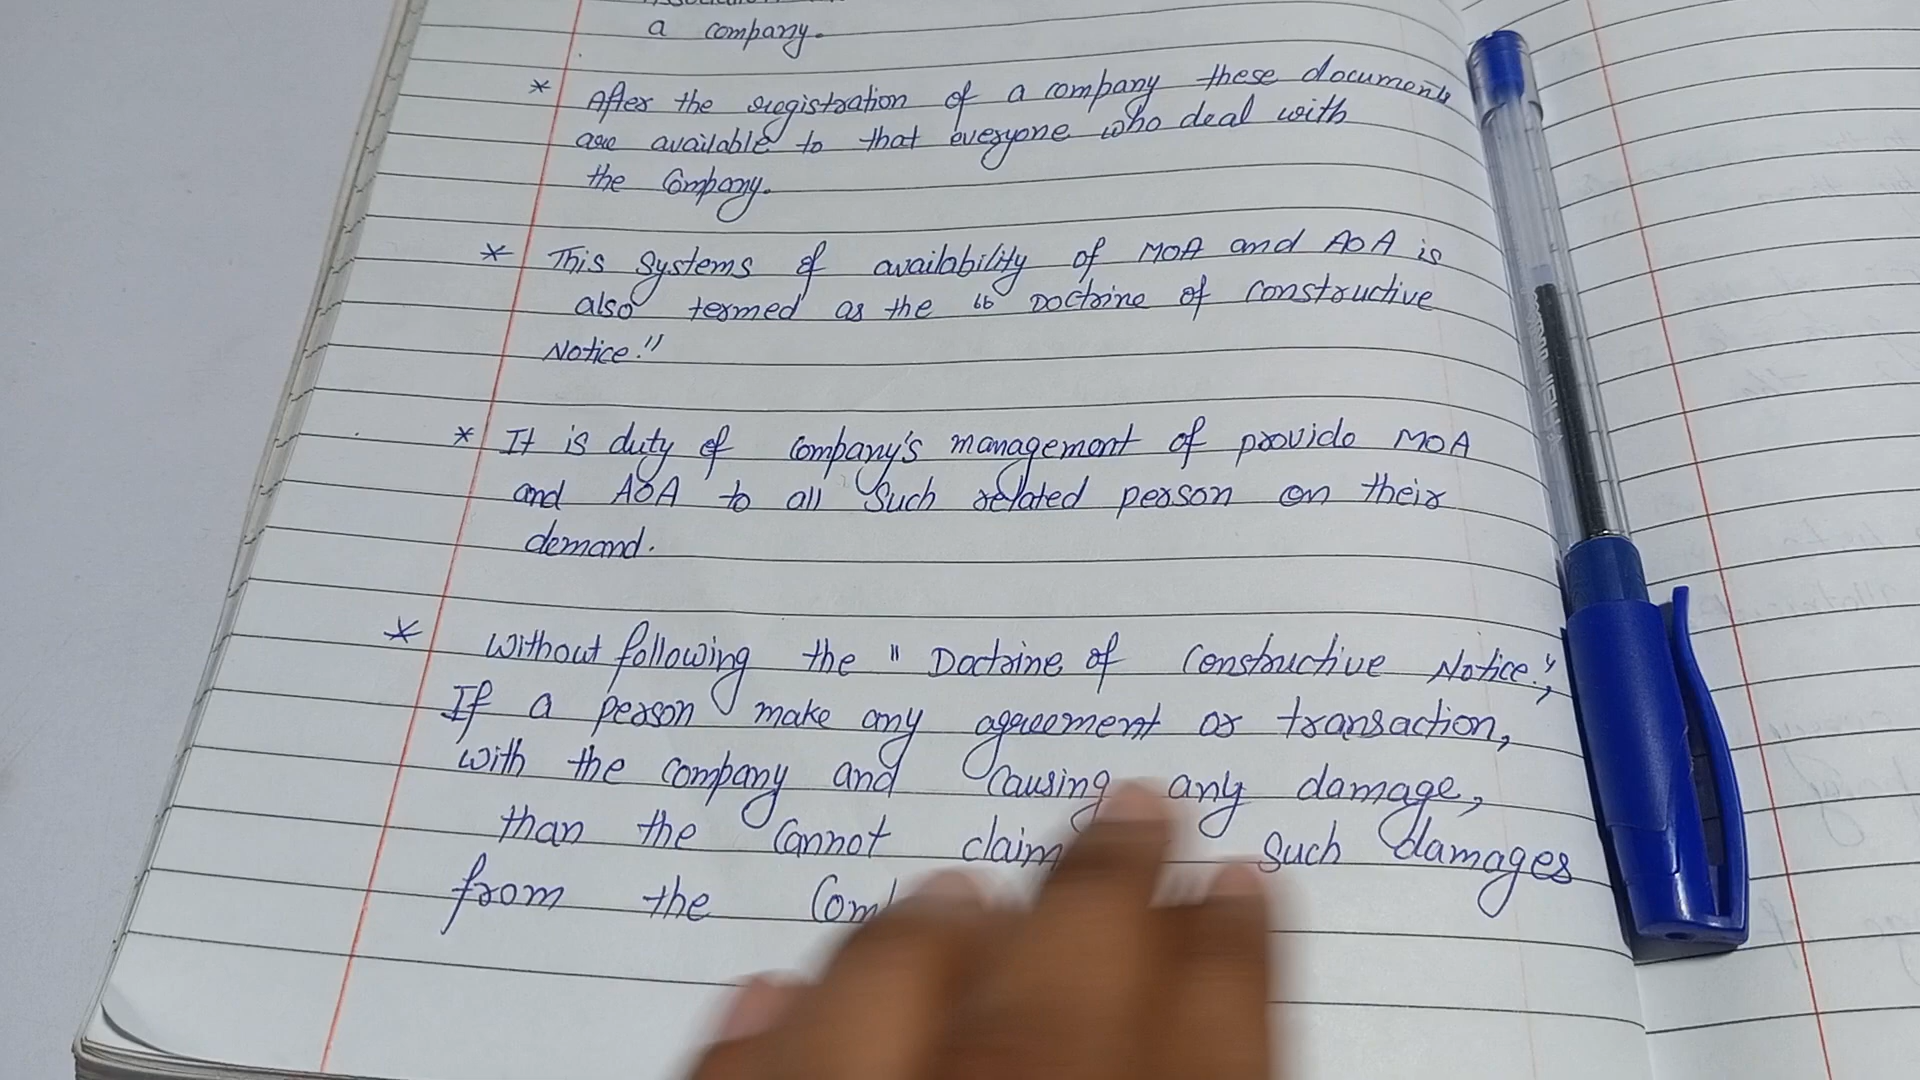 a company.
* After the registration of a company these documents
are available to that everyone who deal with
the Company.
* This systems of availability of MOA and AOA is
also termed as the " Doctrine of constructive
Notice."
* It is duty of company's management of provide MOA
and AOA to all such related person on their
demand.
* without following the " Doctrine of Constructive Notice.",
If a person make any agreement or transaction,
with the company and causing any damage,
than the cannot claim such damages
from the